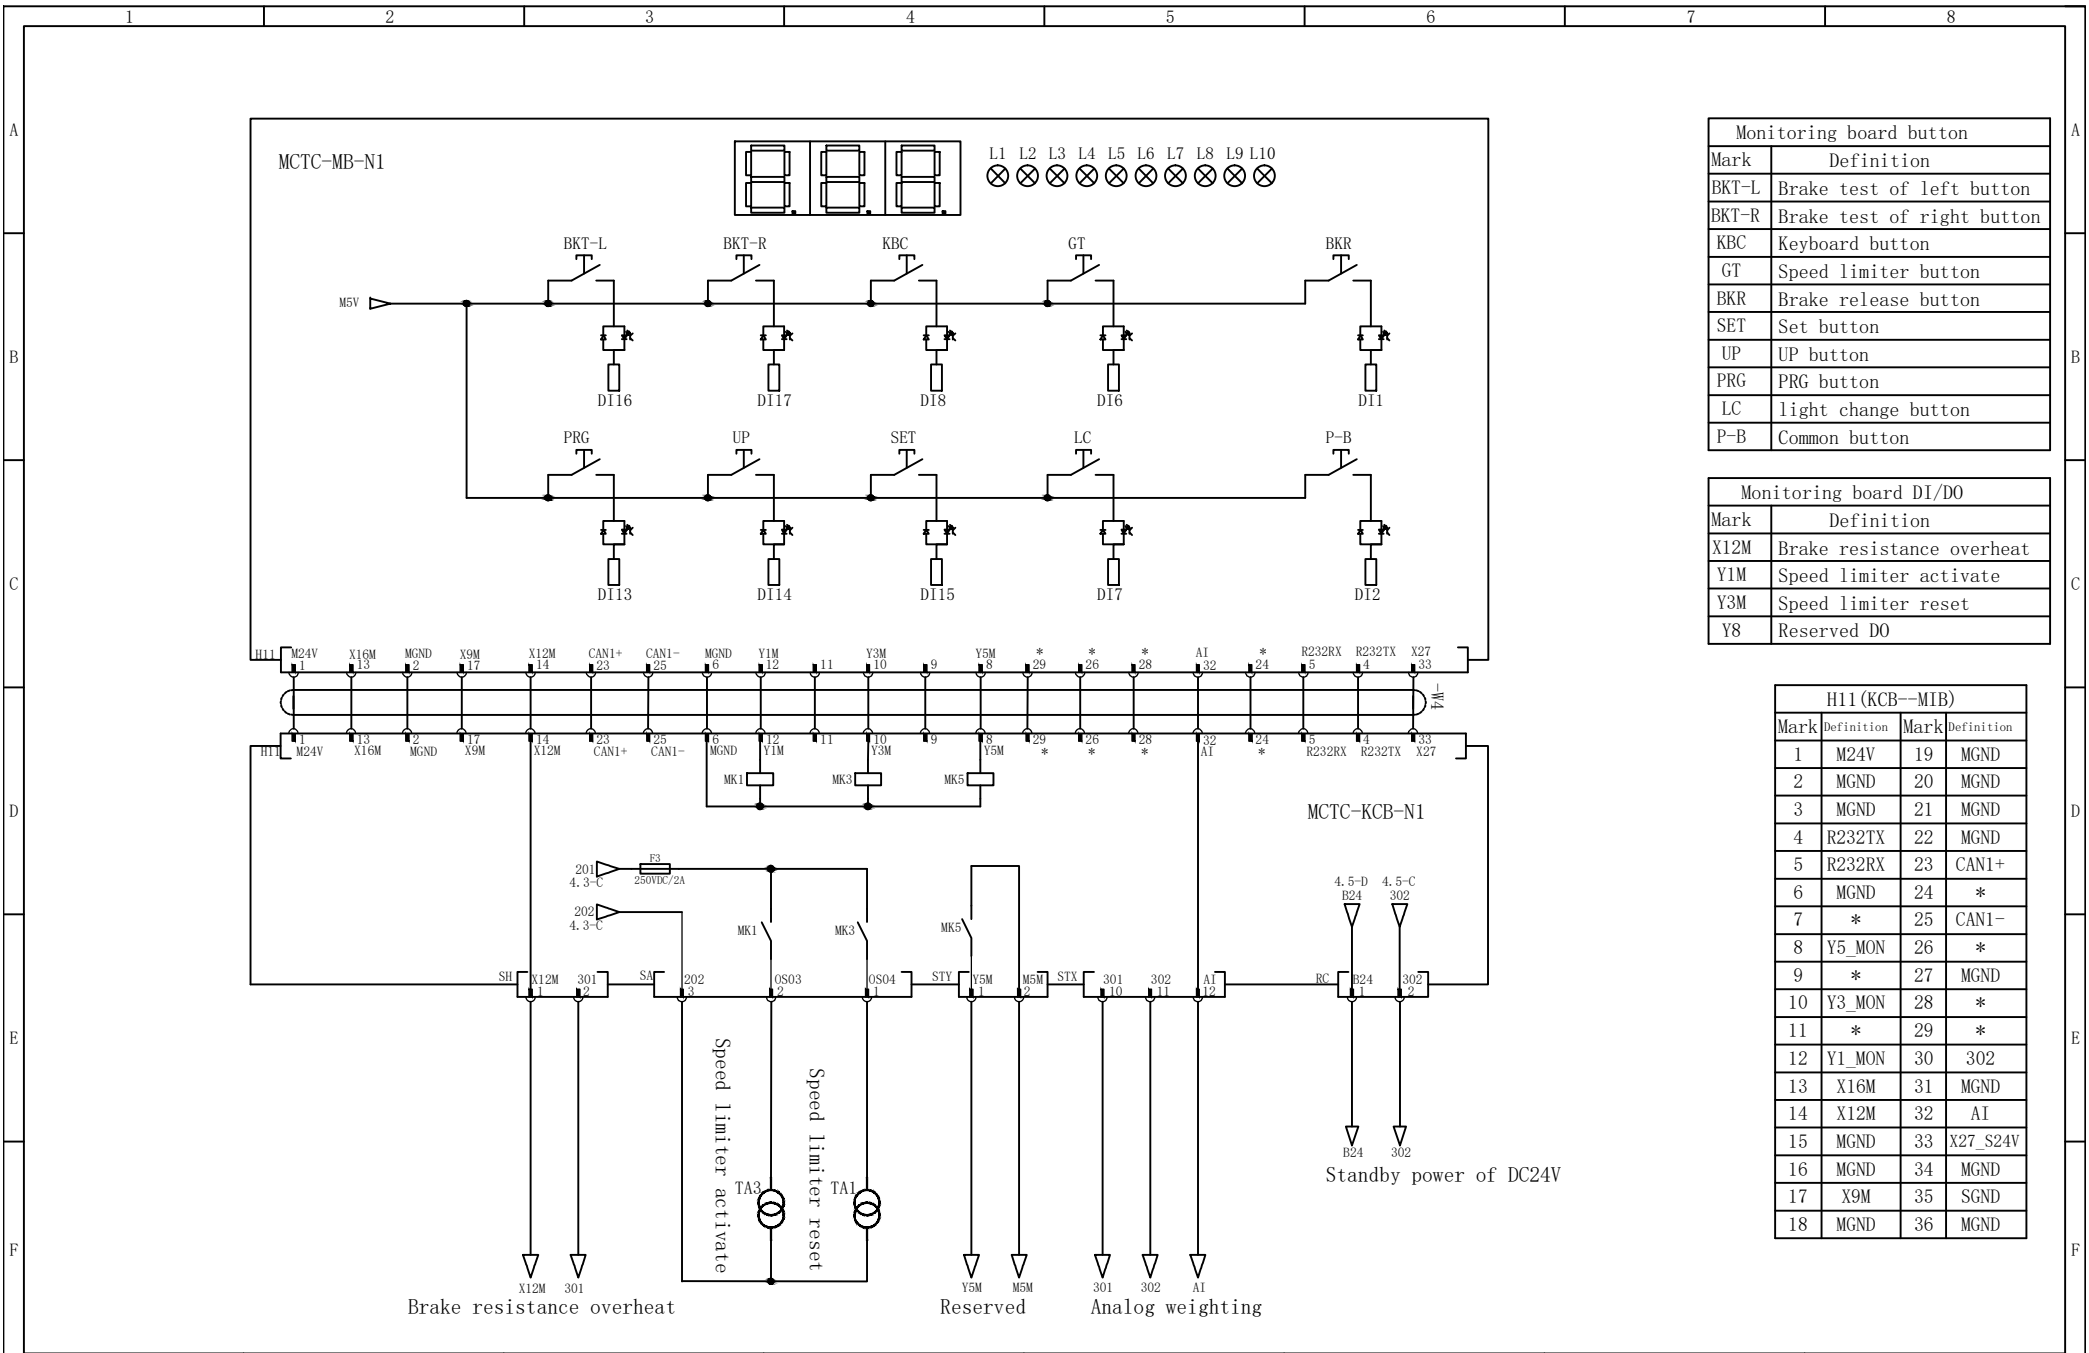 1 2 3 4 5 6 7 8
A A
MCTC-MB-N1
L1 L2 L3 L4 L5 L6 L7 L8 L9 L10
BKT-L BKT-R KBC GT BKR
M5V
B B
DI16 DI17 DI8 DI6 DI1
PRG UP SET LC P-B
C C
DI13 DI14 DI15 DI7 DI2
H11 M24V X16M MGND X9M X12M CAN1+ CAN1- MGND Y1M Y3M Y5M * * * AI * R232RX R232TX X27
1 13 2 17 14 23 25 6 12 11 10 9 8 29 26 28 32 24 5 4 33
-W4
1 13 2 17 14 23 25 6 12 11 10 9 8 29 26 28 32 24 5 4 33
H11 M24V X16M MGND X9M X12M CAN1+ CAN1- MGND Y1M Y3M Y5M * * * AI * R232RX R232TX X27
MK1 MK3 MK5
MCTC-KCB-N1
D D
201 F3
4.3-C 250VDC/2A
4.5-D 4.5-C
B24 302
202
4.3-C
MK1 MK3 MK5
SH X12M 301 SA 202 OS03 OS04 STY Y5M M5M STX 301 302 AI RC B24 302
1 2 3 2 1 1 2 10 11 12 1 2
E E
Speed limiter activate
Speed limiter reset
TA3 TA1
B24 302
Standby power of DC24V
F F
X12M 301 Y5M M5M 301 302 AI
Brake resistance overheat Reserved Analog weighting
Monitoring board button
Mark Definition
BKT-L Brake test of left button
BKT-R Brake test of right button
KBC Keyboard button
GT Speed limiter button
BKR Brake release button
SET Set button
UP UP button
PRG PRG button
LC light change button
P-B Common button
Monitoring board DI/DO
Mark Definition
X12M Brake resistance overheat
Y1M Speed limiter activate
Y3M Speed limiter reset
Y8 Reserved DO
H11(KCB--MIB)
Mark Definition Mark Definition
1 M24V 19 MGND
2 MGND 20 MGND
3 MGND 21 MGND
4 R232TX 22 MGND
5 R232RX 23 CAN1+
6 MGND 24 *
7 * 25 CAN1-
8 Y5_MON 26 *
9 * 27 MGND
10 Y3_MON 28 *
11 * 29 *
12 Y1_MON 30 302
13 X16M 31 MGND
14 X12M 32 AI
15 MGND 33 X27_S24V
16 MGND 34 MGND
17 X9M 35 SGND
18 MGND 36 MGND